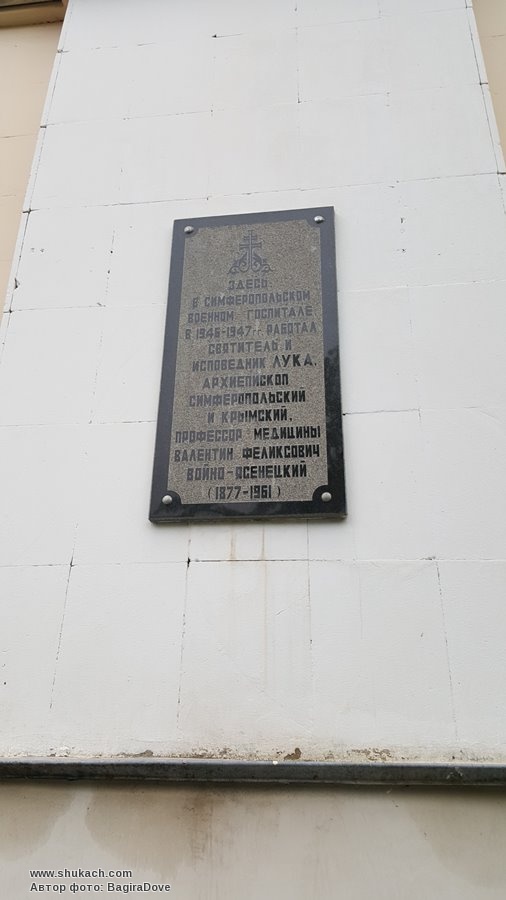 ЗДЕСЬ
В СИМФЕРОПОЛЬСКОМ
ВОЕННОМ ГОСПИТАЛЕ
В 1946-1947 г.г. РАБОТАЛ
СВЯТИТЕЛЬ И
ИСПОВЕДНИК ЛУКА,
АРХИЕПИСКОП
СИМФЕРОПОЛЬСКИЙ
И КРЫМСКИЙ,
ПРОФЕССОР МЕДИЦИНЫ
ВАЛЕНТИН ФЕЛИКСОВИЧ
ВОЙНО-ЯСЕНЕЦКИЙ
(1877-1961)
www.shukach.com
Автор фото: BagiraDove